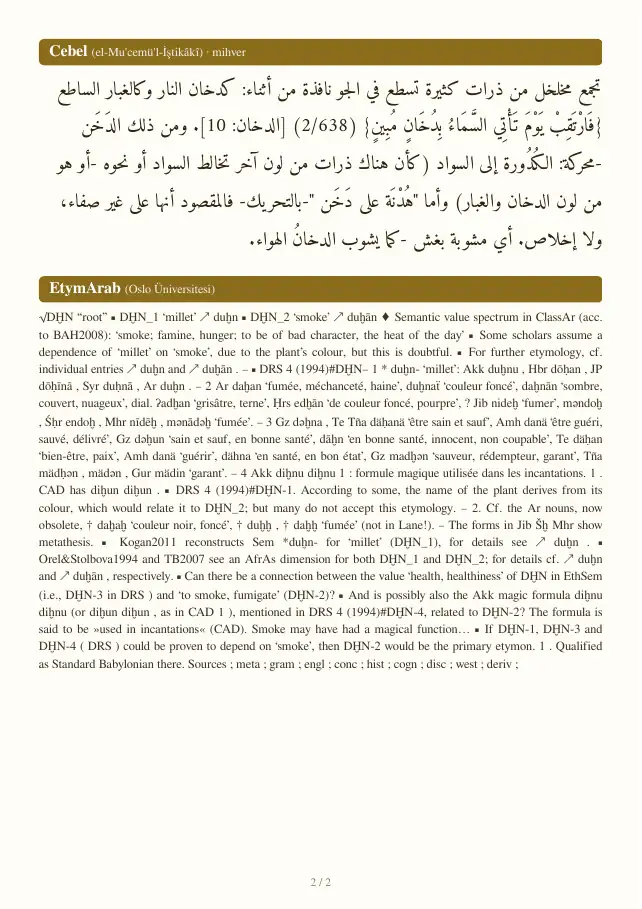 Cebel (el-Mu'cemü'l-İştikâkî) · mihver
تجمع مخلخل من ذرات كثيرة تسطع في الجو نافذة من أثناء: كدخان النار وكالغبار الساطع
{فَارْتَقِبْ يَوْمَ تَأْتِي السَّمَاءُ بِدُخَانٍ مُبِينٍ} (2/638) [الدخان: 10]. ومن ذلك الدَخَن
-محركة: الكُدُورة إلى السواد (كأن هناك ذرات من لون آخر تخالط السواد أو نحوه -أو هو
من لون الدخان والغبار) وأما "هُدْنَة على دَخَن "-بالتحريك- فالمقصود أنها على غير صفاء،
ولا إخلاص. أي مشوبة بغش -كما يشوب الدخانُ الهواء.
EtymArab (Oslo Üniversitesi)
√DḪN “root” ▪ DḪN_1 ‘millet’ ↗ duḫn ▪ DḪN_2 ‘smoke’ ↗ duḫān ♦ Semantic value spectrum in ClassAr (acc.
to BAH2008): ‘smoke; famine, hunger; to be of bad character, the heat of the day’ ▪ Some scholars assume a
dependence of ‘millet’ on ‘smoke’, due to the plant’s colour, but this is doubtful. ▪ For further etymology, cf.
individual entries ↗ duḫn and ↗ duḫān . – ▪ DRS 4 (1994)#DḪN– 1 * duḫn- ‘millet’: Akk duḫnu , Hbr dōḥan , JP
dōḥīnā , Syr duḥnā , Ar duḫn . – 2 Ar daḫan ‘fumée, méchanceté, haine’, duḫnaẗ ‘couleur foncé’, daḫnān ‘sombre,
couvert, nuageux’, dial. ʔadḫan ‘grisâtre, terne’, Ḥrs edḫān ‘de couleur foncé, pourpre’, ? Jib nideḫ ‘fumer’, məndoḫ
, Śḥr endoḫ , Mhr nīdēḫ , mənādəḫ ‘fumée’. – 3 Gz dəḫna , Te Tña däḥanä ‘être sain et sauf’, Amh danä ‘être guéri,
sauvé, délivré’, Gz dəḫun ‘sain et sauf, en bonne santé’, dāḫn ‘en bonne santé, innocent, non coupable’, Te däḥan
‘bien-être, paix’, Amh danä ‘guérir’, dähna ‘en santé, en bon état’, Gz madḫən ‘sauveur, rédempteur, garant’, Tña
mädḥən , mädən , Gur mädin ‘garant’. – 4 Akk diḫnu diḫnu 1 : formule magique utilisée dans les incantations. 1 .
CAD has diḫun diḫun . ▪ DRS 4 (1994)#DḪN-1. According to some, the name of the plant derives from its
colour, which would relate it to DḪN_2; but many do not accept this etymology. – 2. Cf. the Ar nouns, now
obsolete, † daḫaḫ ‘couleur noir, foncé’, † duḫḫ , † daḫḫ ‘fumée’ (not in Lane!). – The forms in Jib Šḫ Mhr show
metathesis. ▪ Kogan2011 reconstructs Sem *duḫn- for ‘millet’ (DḪN_1), for details see ↗ duḫn . ▪
Orel&Stolbova1994 and TB2007 see an AfrAs dimension for both DḪN_1 and DḪN_2; for details cf. ↗ duḫn
and ↗ duḫān , respectively. ▪ Can there be a connection between the value ‘health, healthiness’ of DḪN in EthSem
(i.e., DḪN-3 in DRS ) and ‘to smoke, fumigate’ (DḪN-2)? ▪ And is possibly also the Akk magic formula diḫnu
diḫnu (or diḫun diḫun , as in CAD 1 ), mentioned in DRS 4 (1994)#DḪN-4, related to DḪN-2? The formula is
said to be »used in incantations« (CAD). Smoke may have had a magical function… ▪ If DḪN-1, DḪN-3 and
DḪN-4 ( DRS ) could be proven to depend on ‘smoke’, then DḪN-2 would be the primary etymon. 1 . Qualified
as Standard Babylonian there. Sources ; meta ; gram ; engl ; conc ; hist ; cogn ; disc ; west ; deriv ;
2 / 2